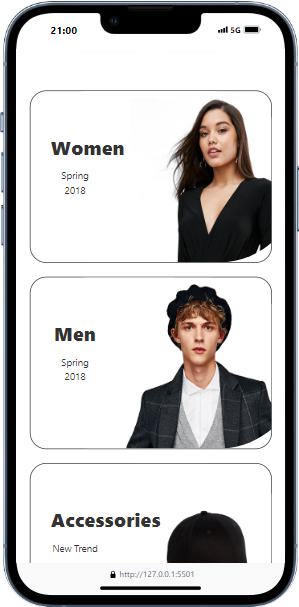 21:00
5G
Women
Spring
2018
Men
Spring
2018
Accessories
New Trend
http://127.0.0.1:5501